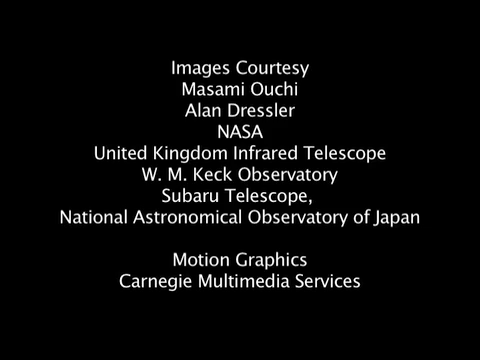 Images Courtesy
Masami Ouchi
Alan Dressler
NASA
United Kingdom Infrared Telescope
W. M. Keck Observatory
Subaru Telescope,
National Astronomical Observatory of Japan
Motion Graphics
Carnegie Multimedia Services